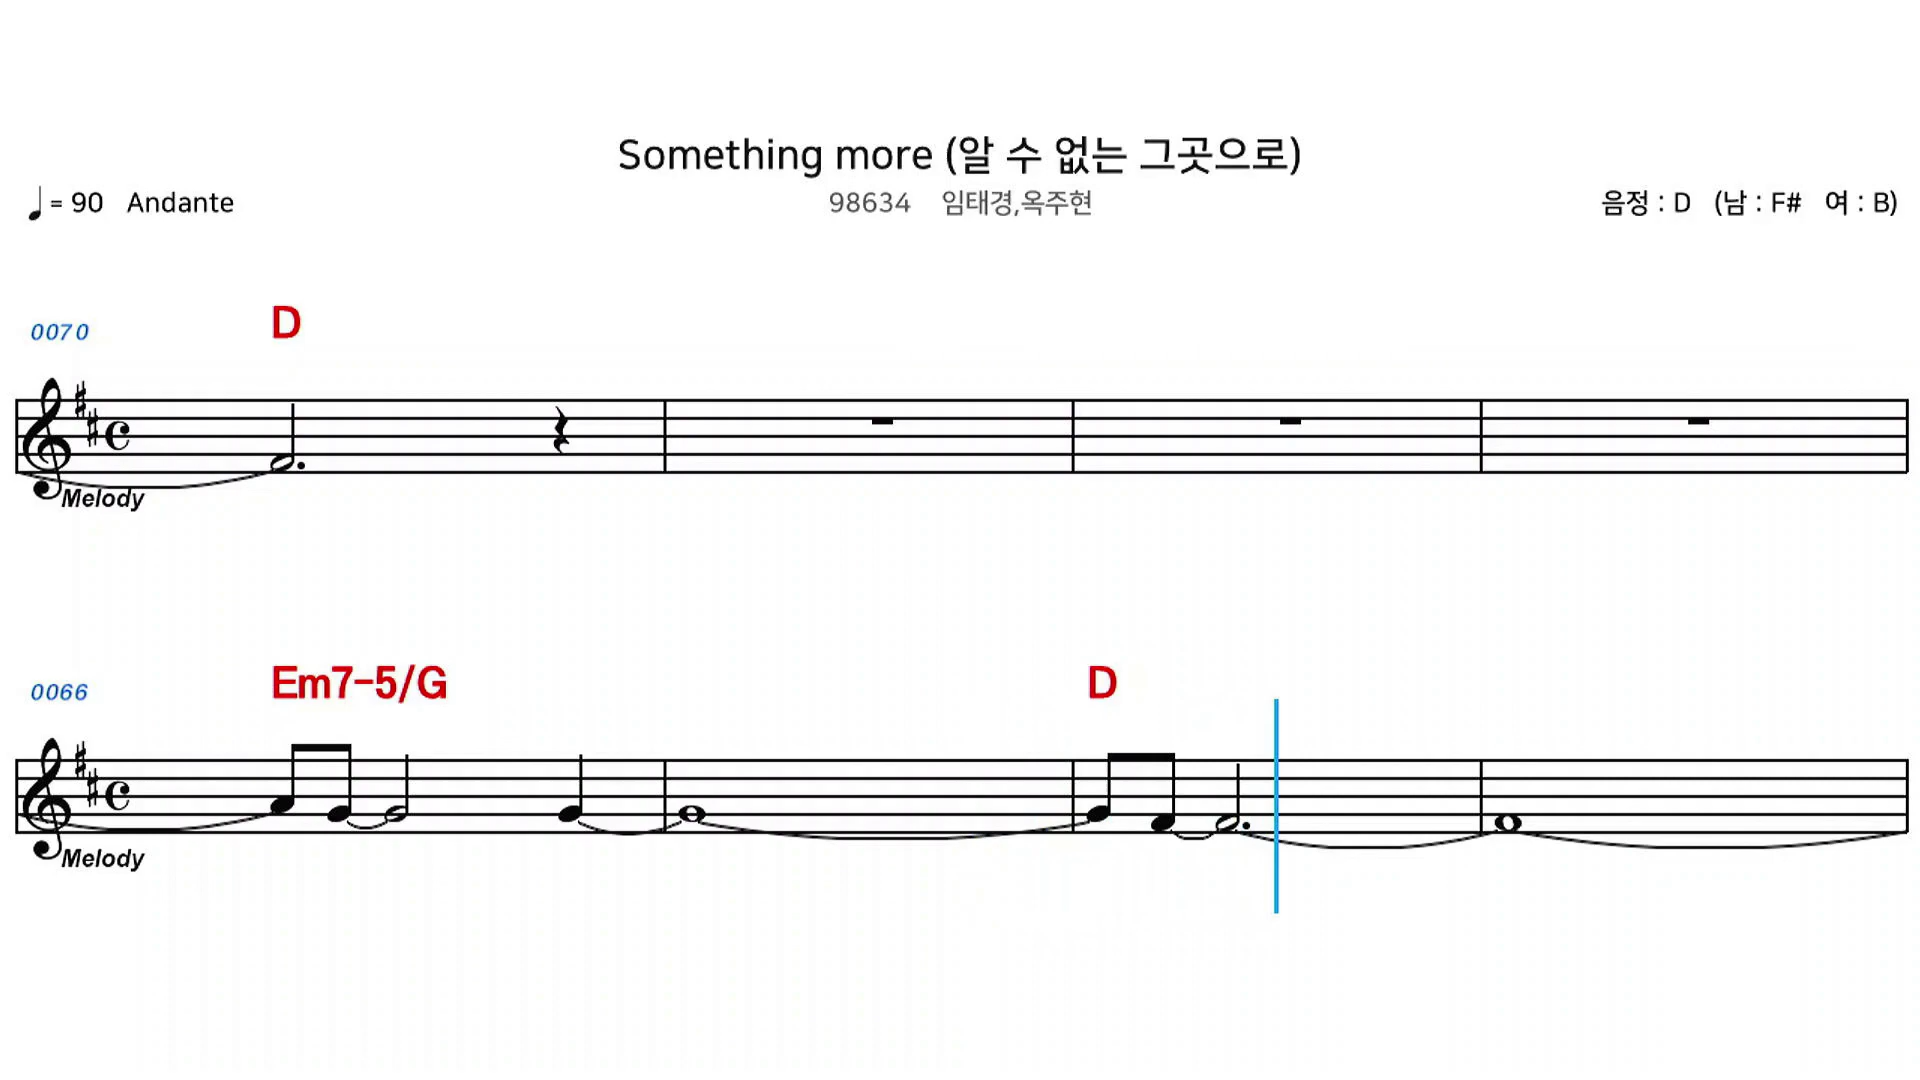 Something more (알 수 없는 그곳으로)
= 90 Andante
98634 임태경,옥주현
음정 : D (남 : F# 여 : B)
0070
D
Melody
0066
Em7-5/G
D
Melody